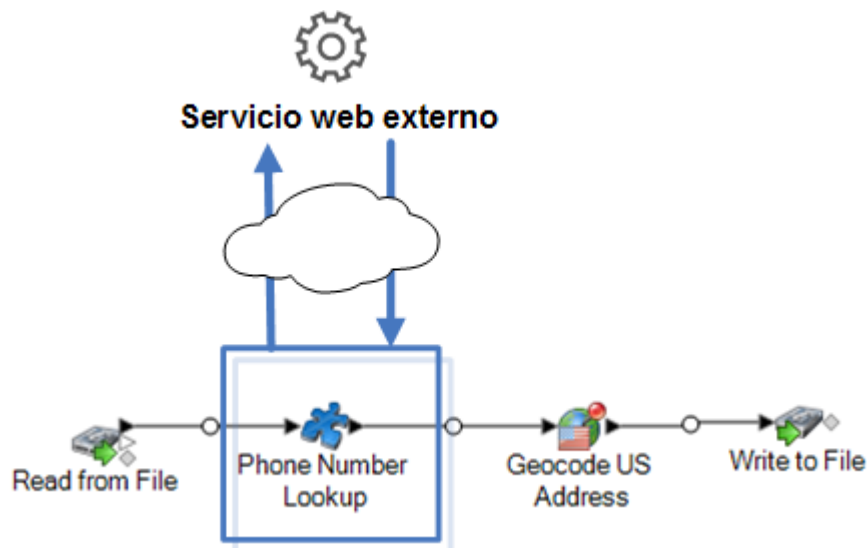 Servicio web externo
Read from File
Phone Number
Lookup
Geocode US
Address
Write to File